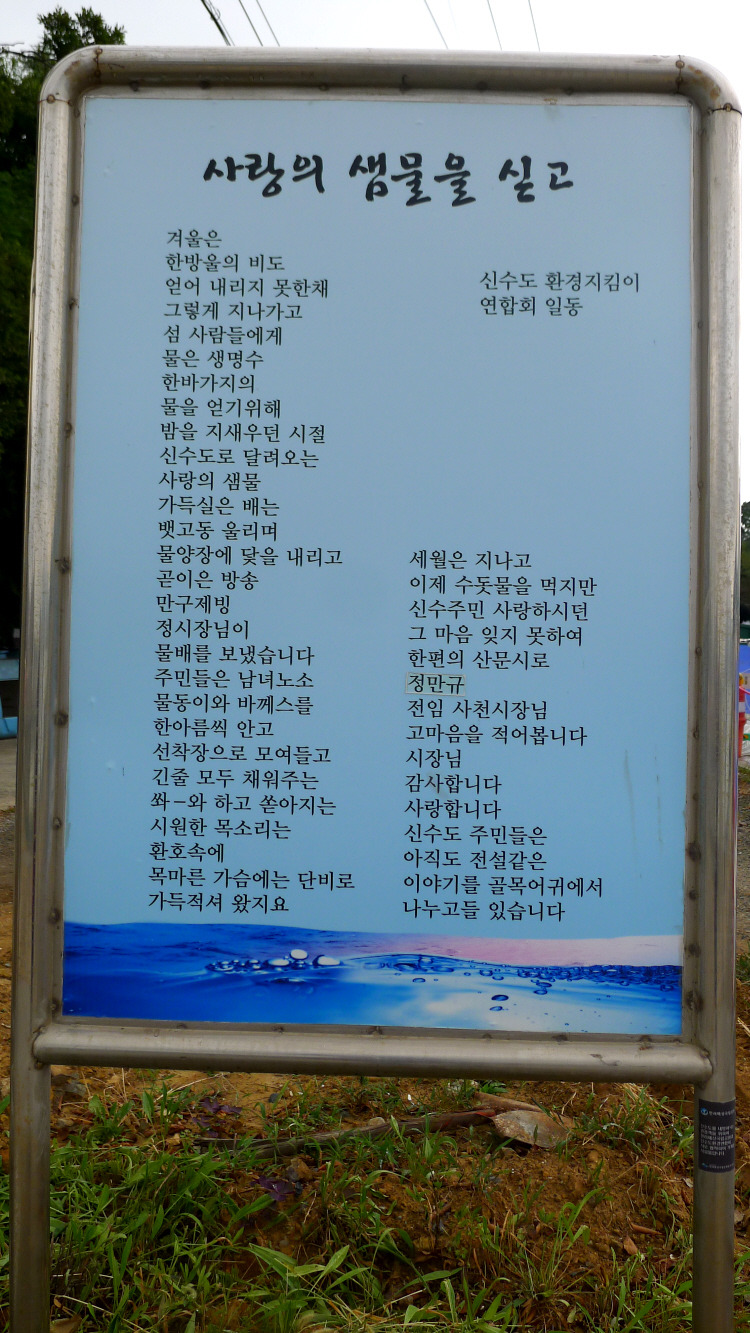 사랑의 샘물을 싣고
겨울은
한방울의 비도
얻어 내리지 못한채
그렇게 지나가고
섬 사람들에게
물은 생명수
한바가지의
물을 얻기위해
밤을 지새우던 시절
신수도로 달려오는
사랑의 샘물
가득실은 배는
뱃고동 울리며
물양장에 닻을 내리고
곧이은 방송
만구제빙
정시장님이
물배를 보냈습니다
주민들은 남녀노소
물동이와 바께스를
한아름씩 안고
선착장으로 모여들고
긴줄 모두 채워주는
쏴-와 하고 쏟아지는
시원한 목소리는
환호속에
목마른 가슴에는 단비로
가득적셔 왔지요
세월은 지나고
이제 수돗물을 먹지만
신수주민 사랑하시던
그 마음 잊지 못하여
한편의 산문시로
정만규
전임 사천시장님
고마음을 적어봅니다
시장님
감사합니다
사랑합니다
신수도 주민들은
아직도 전설같은
이야기를 골목어귀에서
나누고들 있습니다
신수도 환경지킴이
연합회 일동